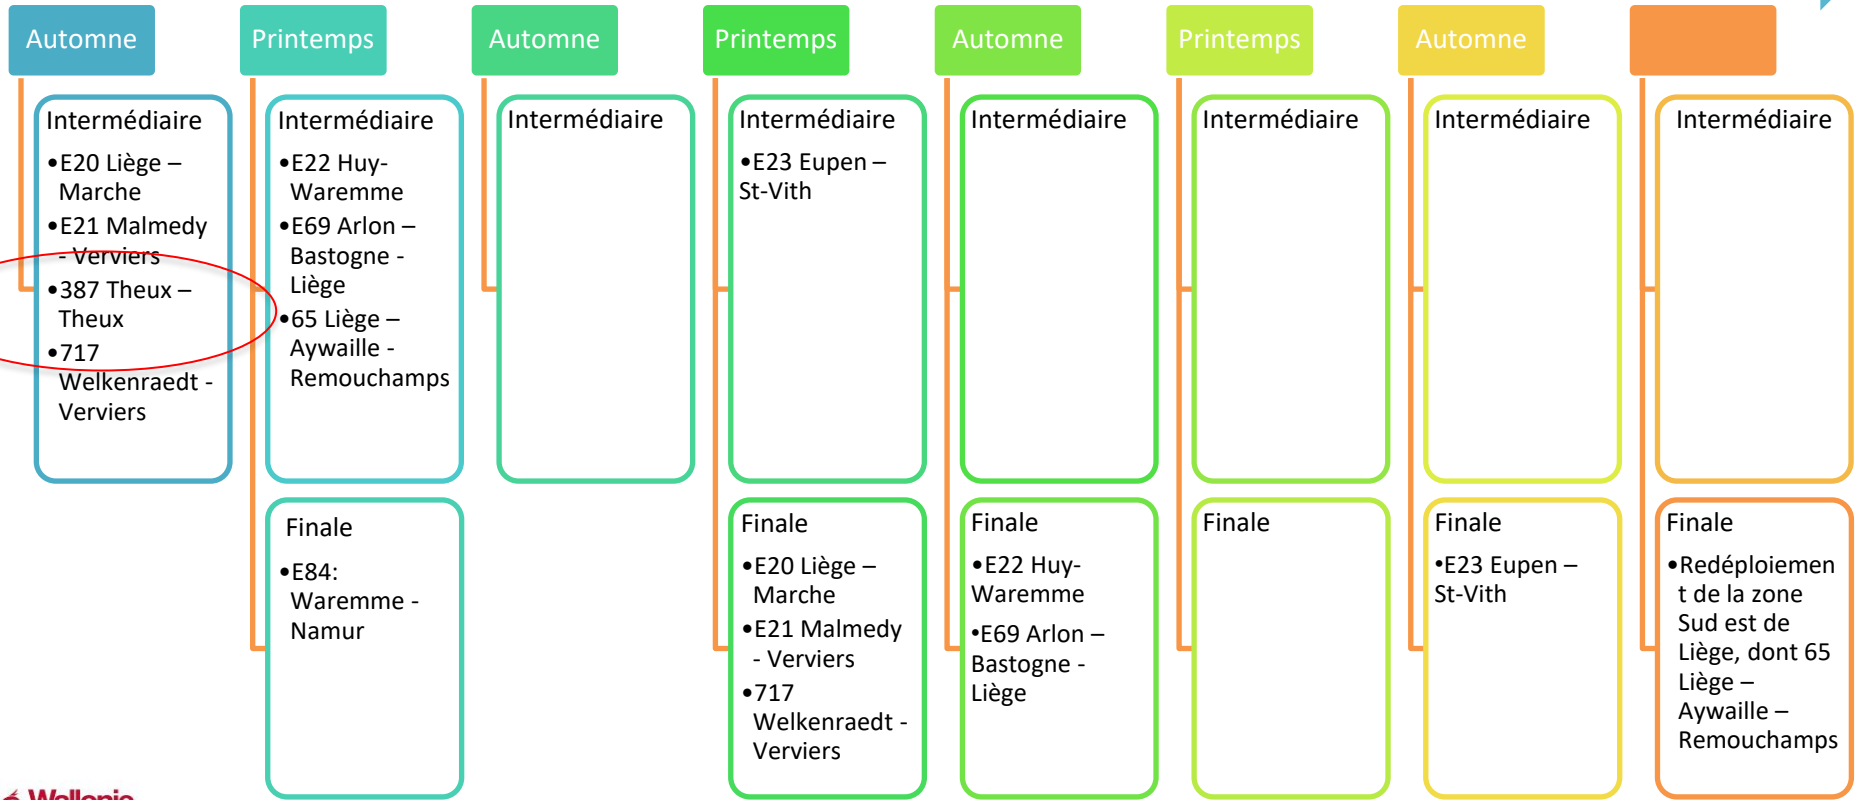 Automne
Intermédiaire
•E20 Liège –
Marche
•E21 Malmedy
- Verviers
•387 Theux –
Theux
•717
Welkenraedt -
Verviers
Printemps
Intermédiaire
•E22 Huy-
Waremme
•E69 Arlon –
Bastogne -
Liège
•65 Liège –
Aywaille -
Remouchamps
Finale
•E84:
Waremme -
Namur
Automne
Intermédiaire
Printemps
Intermédiaire
•E23 Eupen –
St-Vith
Finale
•E20 Liège –
Marche
•E21 Malmedy
- Verviers
•717
Welkenraedt -
Verviers
Automne
Intermédiaire
Finale
•E22 Huy-
Waremme
•E69 Arlon –
Bastogne -
Liège
Printemps
Intermédiaire
Finale
Automne
Intermédiaire
Finale
•E23 Eupen –
St-Vith
Intermédiaire
Finale
•Redéploiemen
t de la zone
Sud est de
Liège, dont 65
Liège –
Aywaille –
Remouchamps
Wallonie